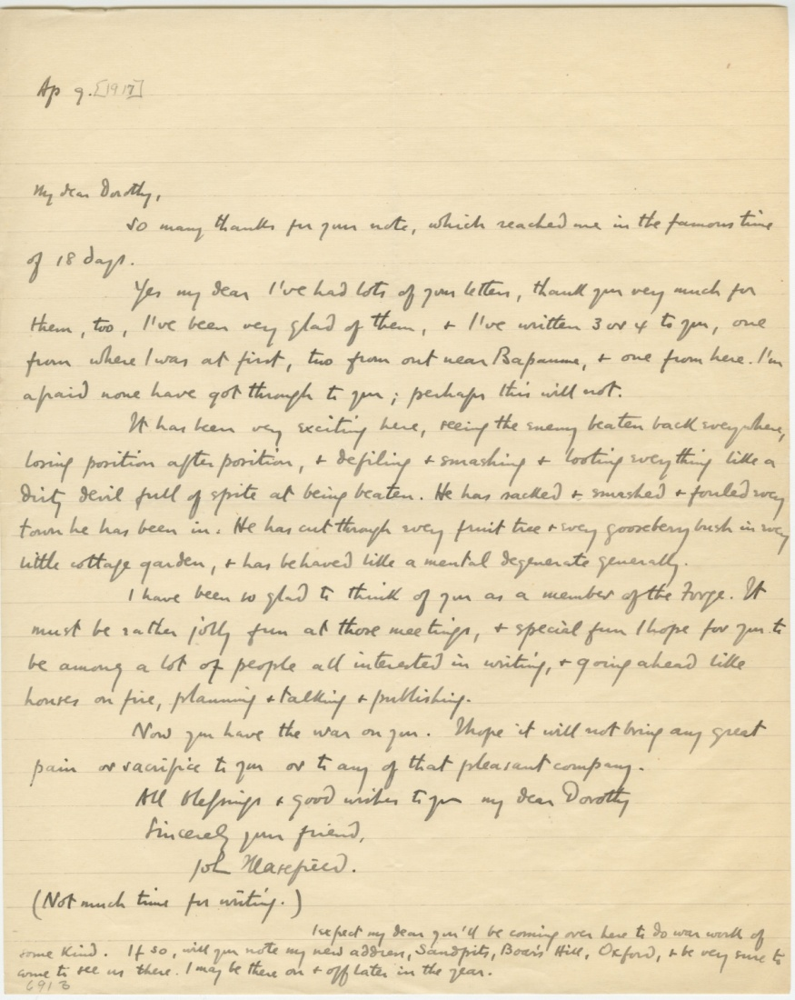 Ap 9. [1917]
My dear Dorothy,
So many thanks for your note, which reached me in the famous time
of 18 days.
Yes my dear I've had lots of your letters, thank you very much for
them, too, I've been very glad of them, + I've written 3 or 4 to you, one
from where I was at first, two from out near Bapaume, + one from here. I'm
afraid none have got through to you; perhaps this will not.
It has been very exciting here, seeing the enemy beaten back everywhere,
losing position after position, + defiling + smashing + looting everything like a
dirty devil full of spite at being beaten. He has sacked + smashed + fouled every
town he has been in. He has cut through every fruit tree + every gooseberry bush in every
little cottage garden, + has behaved like a mental degenerate generally.
I have been so glad to think of you as a member of the Forge. It
must be rather jolly fun at those meetings, + special fun I hope for you to
be among a lot of people all interested in writing, + going ahead like
houses on fire, planning + talking + publishing.
Now you have the war on you. I hope it will not bring any great
pain or sacrifice to you or to any of that pleasant company.
All blessings + good wishes to you my dear Dorothy
Sincerely your friend,
John Masefield.
(Not much time for writing.)
I expect my dear you'll be coming over here to do war work of
some kind. If so, will you note my new address, Sandpits, Boar's Hill, Oxford, + be very sure to
come to see us there. I may be there on + off later in the year.
6913